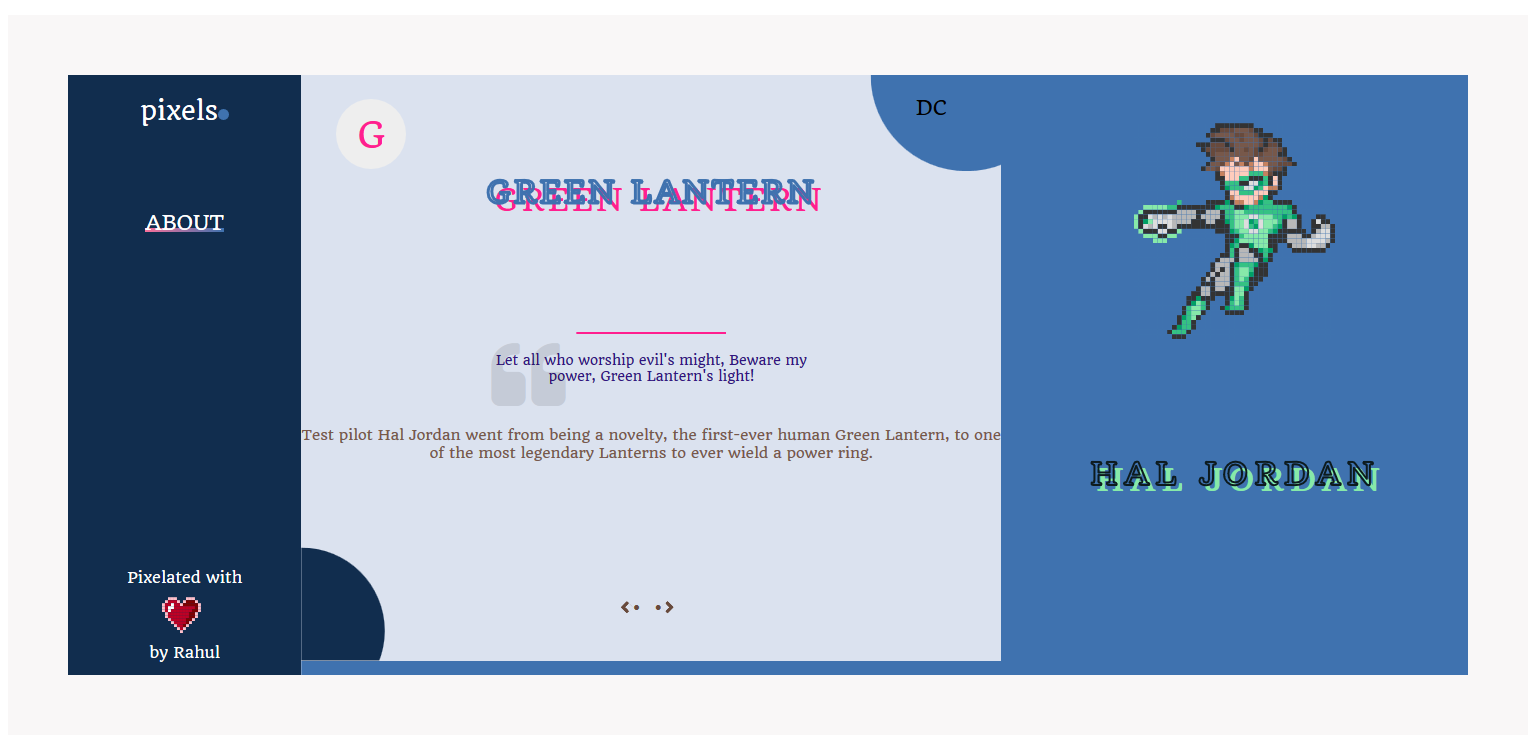 pixels
ABOUT
Pixelated with
by Rahul
G
DC
GREEN LANTERN
Let all who worship evil's might, Beware my
power, Green Lantern's light!
Test pilot Hal Jordan went from being a novelty, the first-ever human Green Lantern, to one
of the most legendary Lanterns to ever wield a power ring.
HAL JORDAN